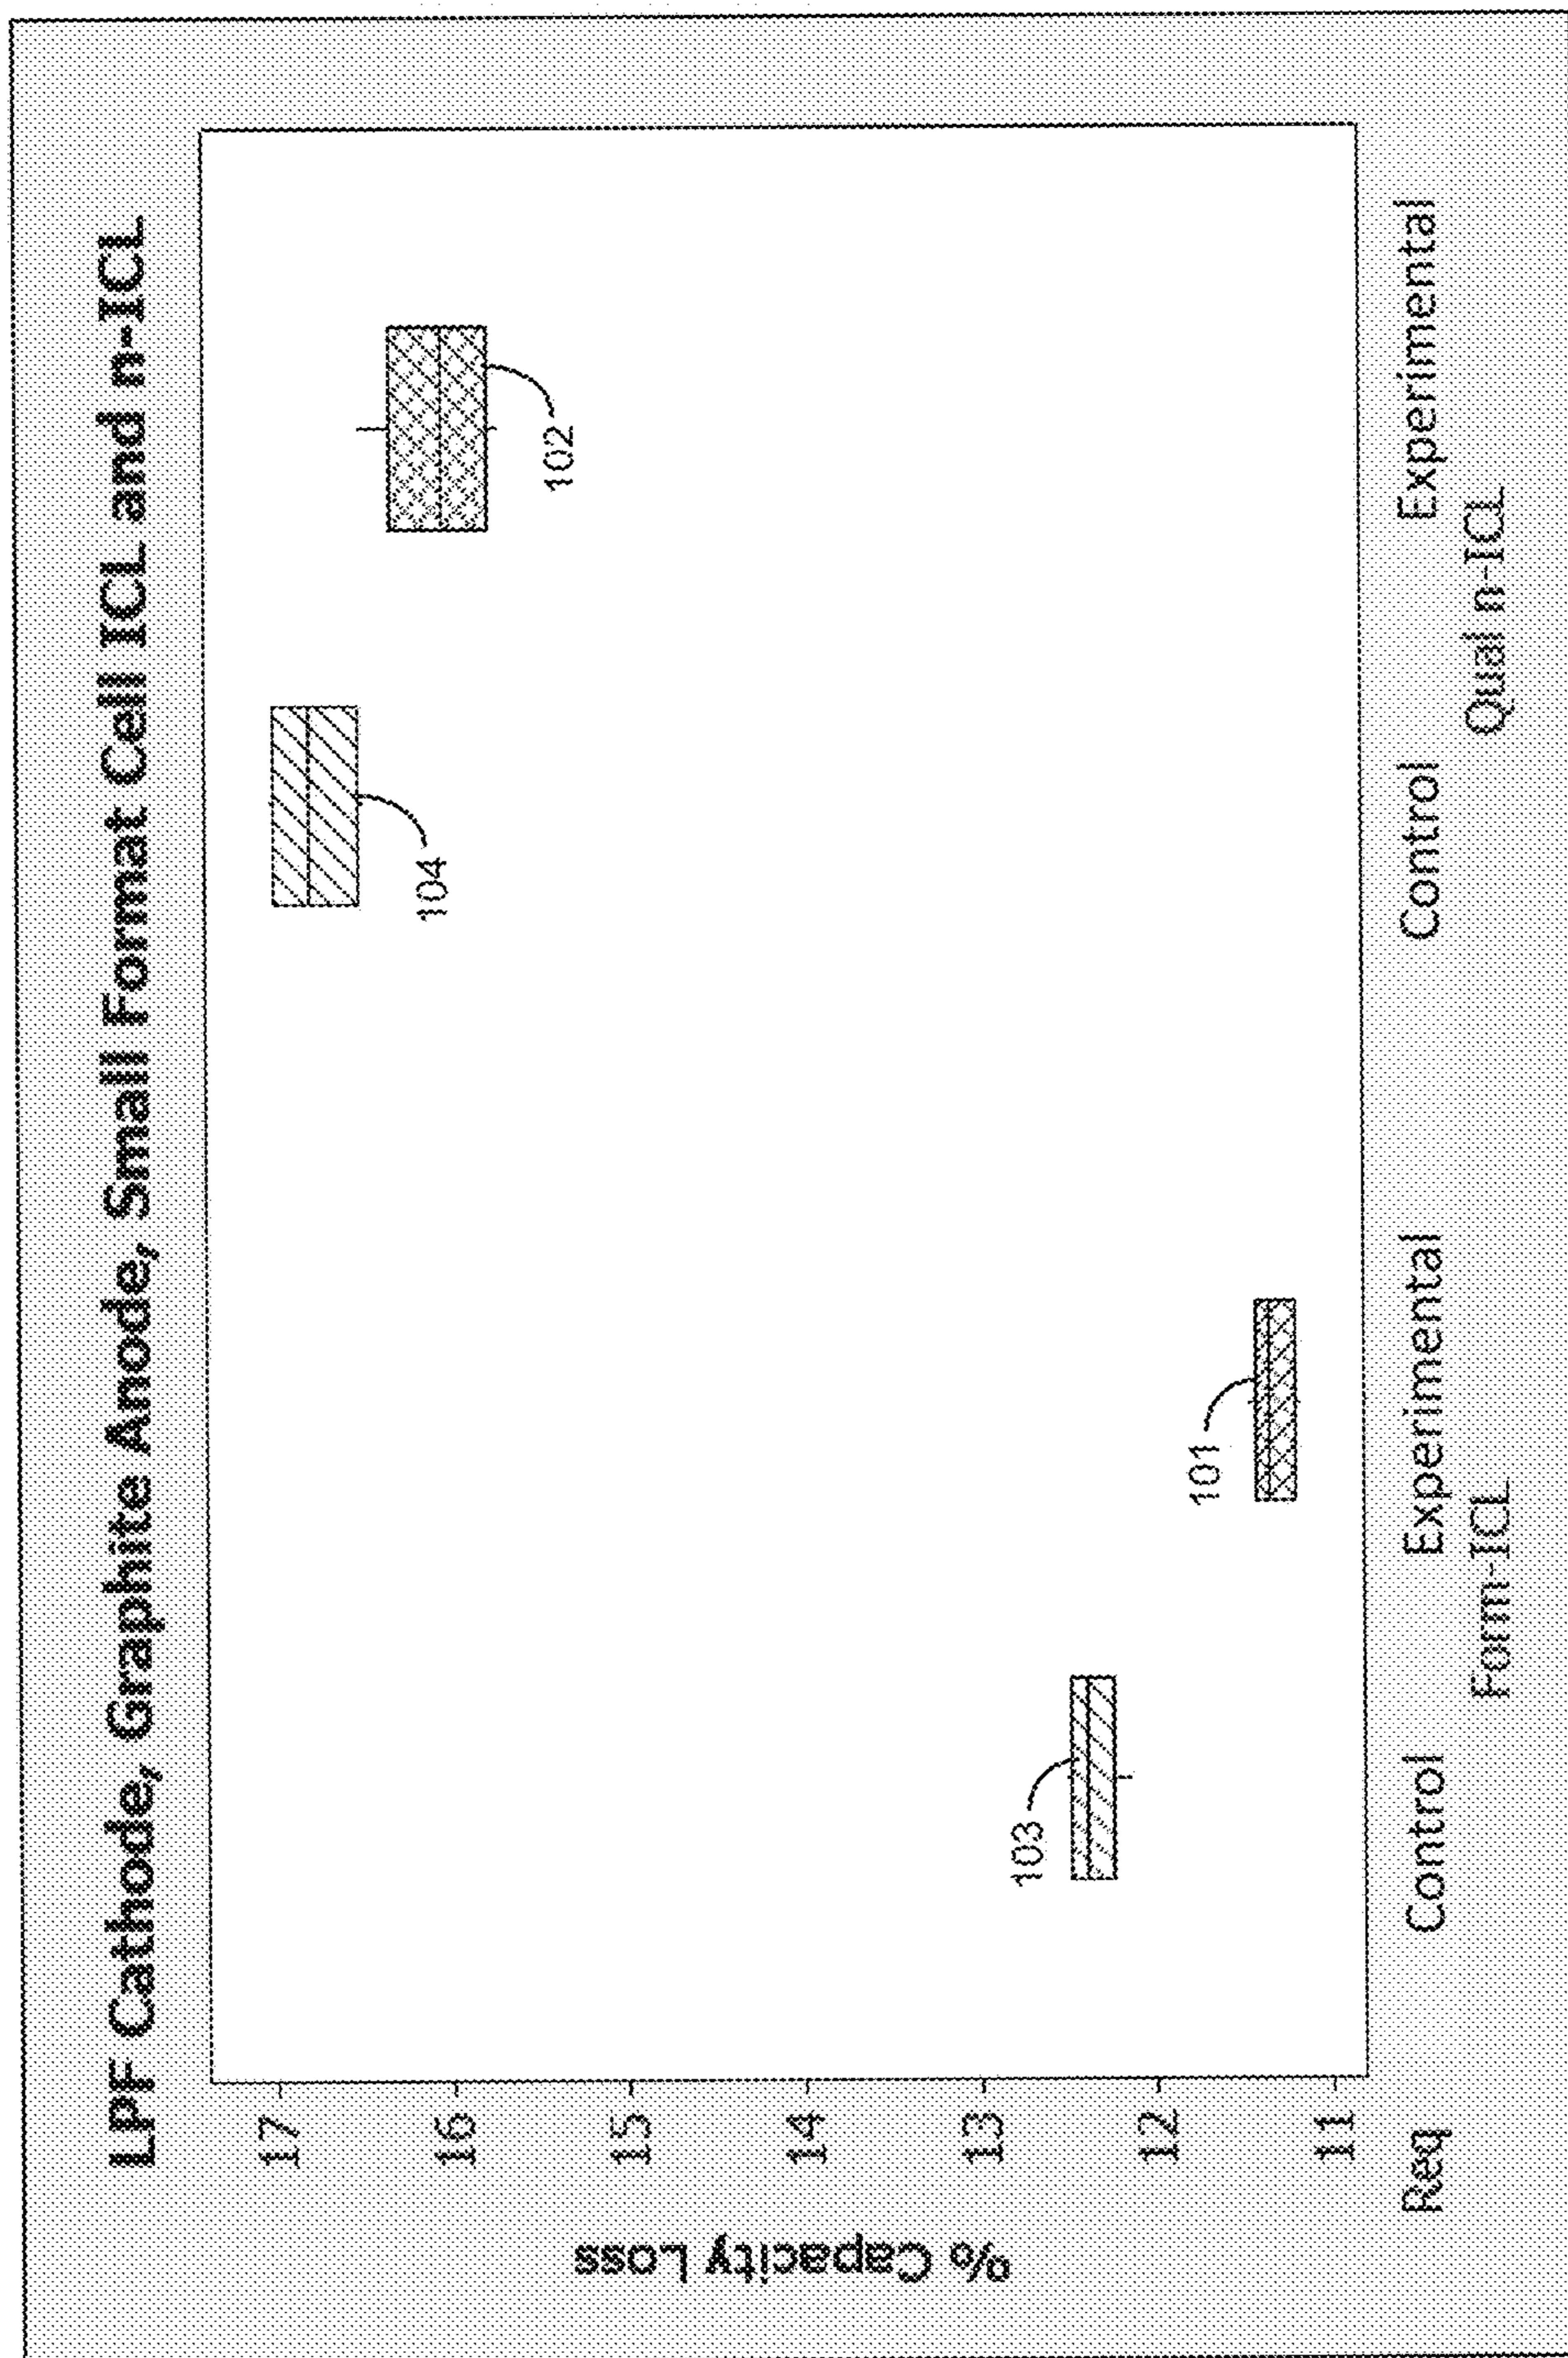 LPF Cathode, Graphite Anode, Small Format Cell ICL and n-ICL
% Capacity Loss
17
16
15
14
13
12
11
104
102
103
101
Req Control Experimental Control Experimental
Form-ICL Qual n-ICL